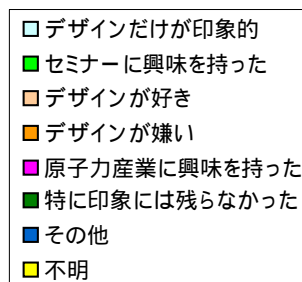 デザインだけが印象的
セミナーに興味を持った
デザインが好き
デザインが嫌い
原子力産業に興味を持った
特に印象には残らなかった
その他
不明